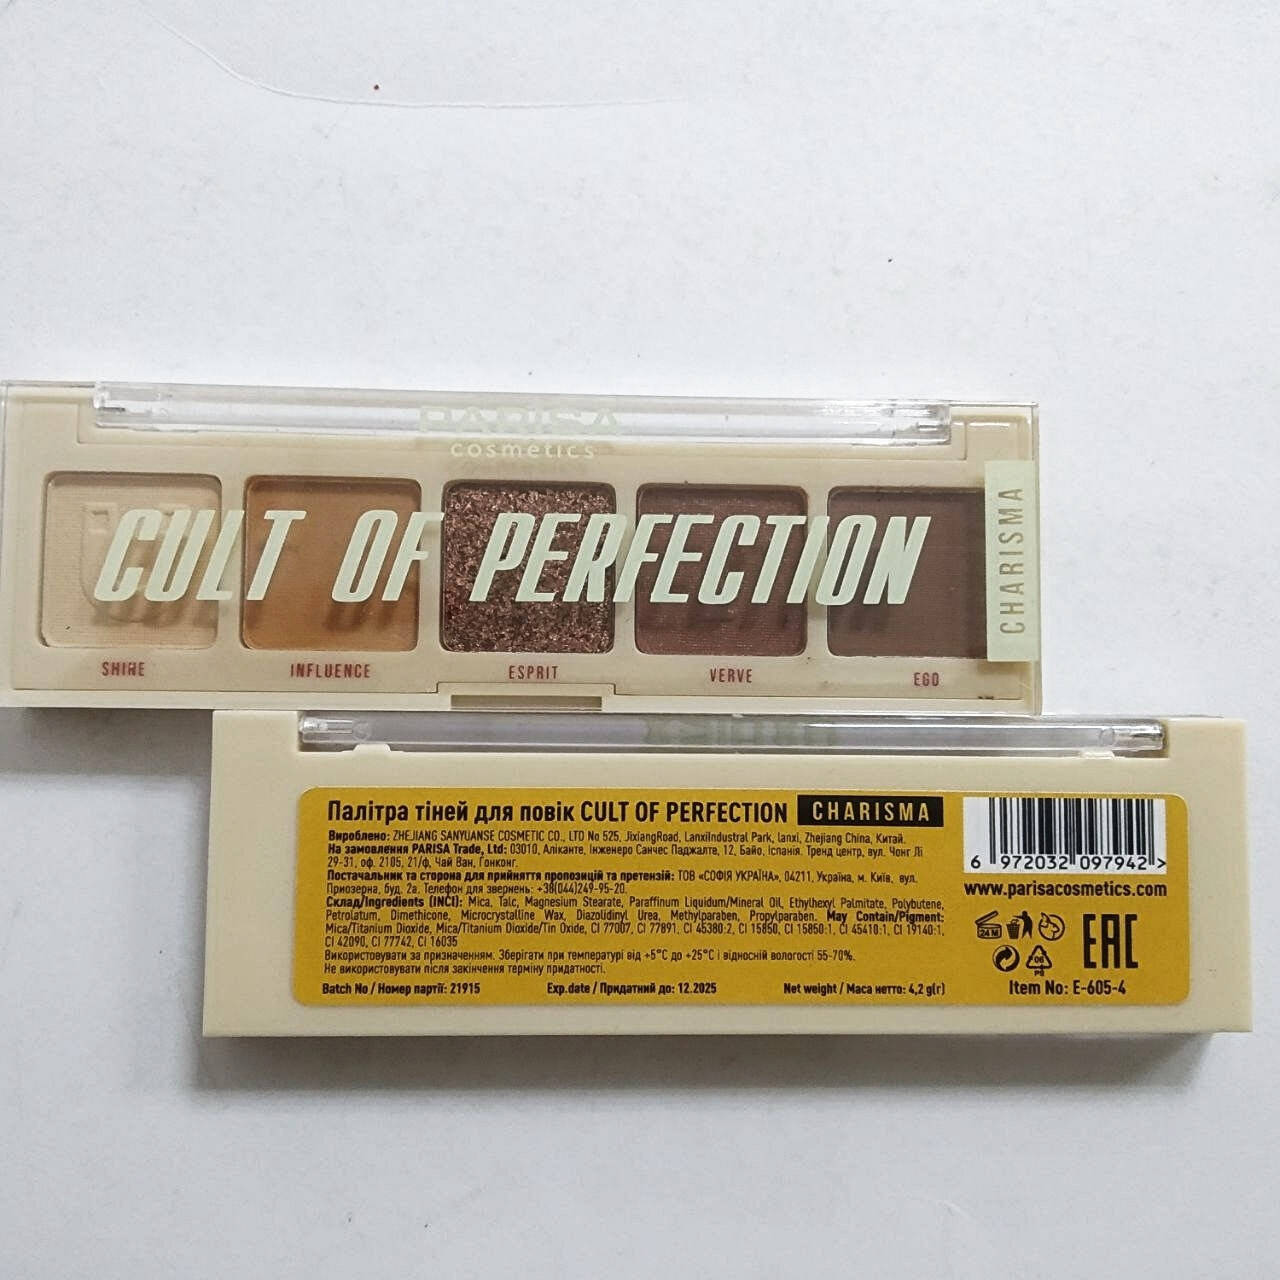 PARISA
cosmetics
CULT OF PERFECTION
CHARISMA
SHINE
INFLUENCE
ESPRIT
VERVE
EGO
Палітра тіней для повік CULT OF PERFECTION CHARISMA
Вироблено: ZHEJIANG SANYUANSE COSMETIC CO., LTD No 525, JixiangRoad, LanxiIndustral Park, lanxi, Zhejiang China, Китай.
На замовлення PARISA Trade, Ltd: 03010, Аліканте, Інженеро Санчес Паджалте, 12, Байо, Іспанія. Тренд центр, вул. Чонг Лі
29-31, оф. 2105, 21/ф, Чай Ван, Гонконг.
Постачальник та сторона для прийняття пропозицій та претензій: ТОВ «СОФІЯ УКРАЇНА», 04211, Україна, м. Київ, вул.
Приозерна, буд. 2а. Телефон для звернень: +38(044)249-95-20.
Склад/Ingredients (INCI): Mica, Talc, Magnesium Stearate, Paraffinum Liquidum/Mineral Oil, Ethylhexyl Palmitate, Polybutene,
Petrolatum, Dimethicone, Microcrystalline Wax, Diazolidinyl Urea, Methylparaben, Propylparaben. May Contain/Pigment:
Mica/Titanium Dioxide, Mica/Titanium Dioxide/Tin Oxide, CI 77007, CI 77891, CI 45380:2, CI 15850, CI 15850:1, CI 45410:1, CI 19140:1,
CI 42090, CI 77742, CI 16035
Використовувати за призначенням. Зберігати при температурі від +5°C до +25°C і відносній вологості 55-70%.
Не використовувати після закінчення терміну придатності.
Batch No / Номер партії: 21915 Exp.date / Придатний до: 12.2025 Net weight / Маса нетто: 4,2 g(г)
6 972032 097942 >
www.parisacosmetics.com
24 M
EAC
06
PS
Item No: E-605-4